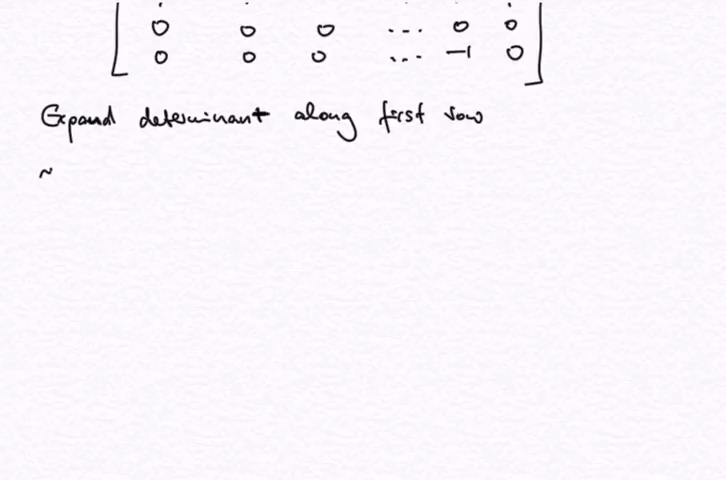 0 0 0 ... 0 0
0 0 0 ... -1 0
Expand determinant along first row
~